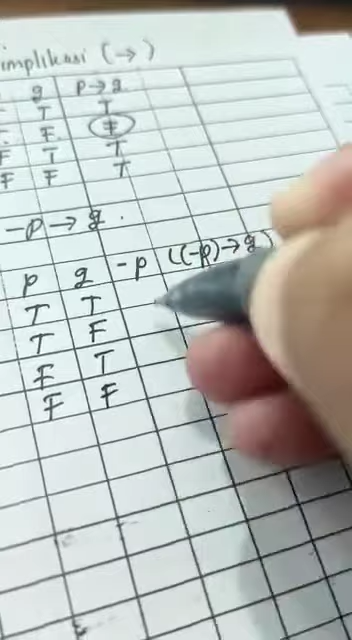 implikasi (→)
g p→g
T T
F F
F T T
F F T
-p → g.
p g -p ((-p)→g)
T T
T F
F T
F F